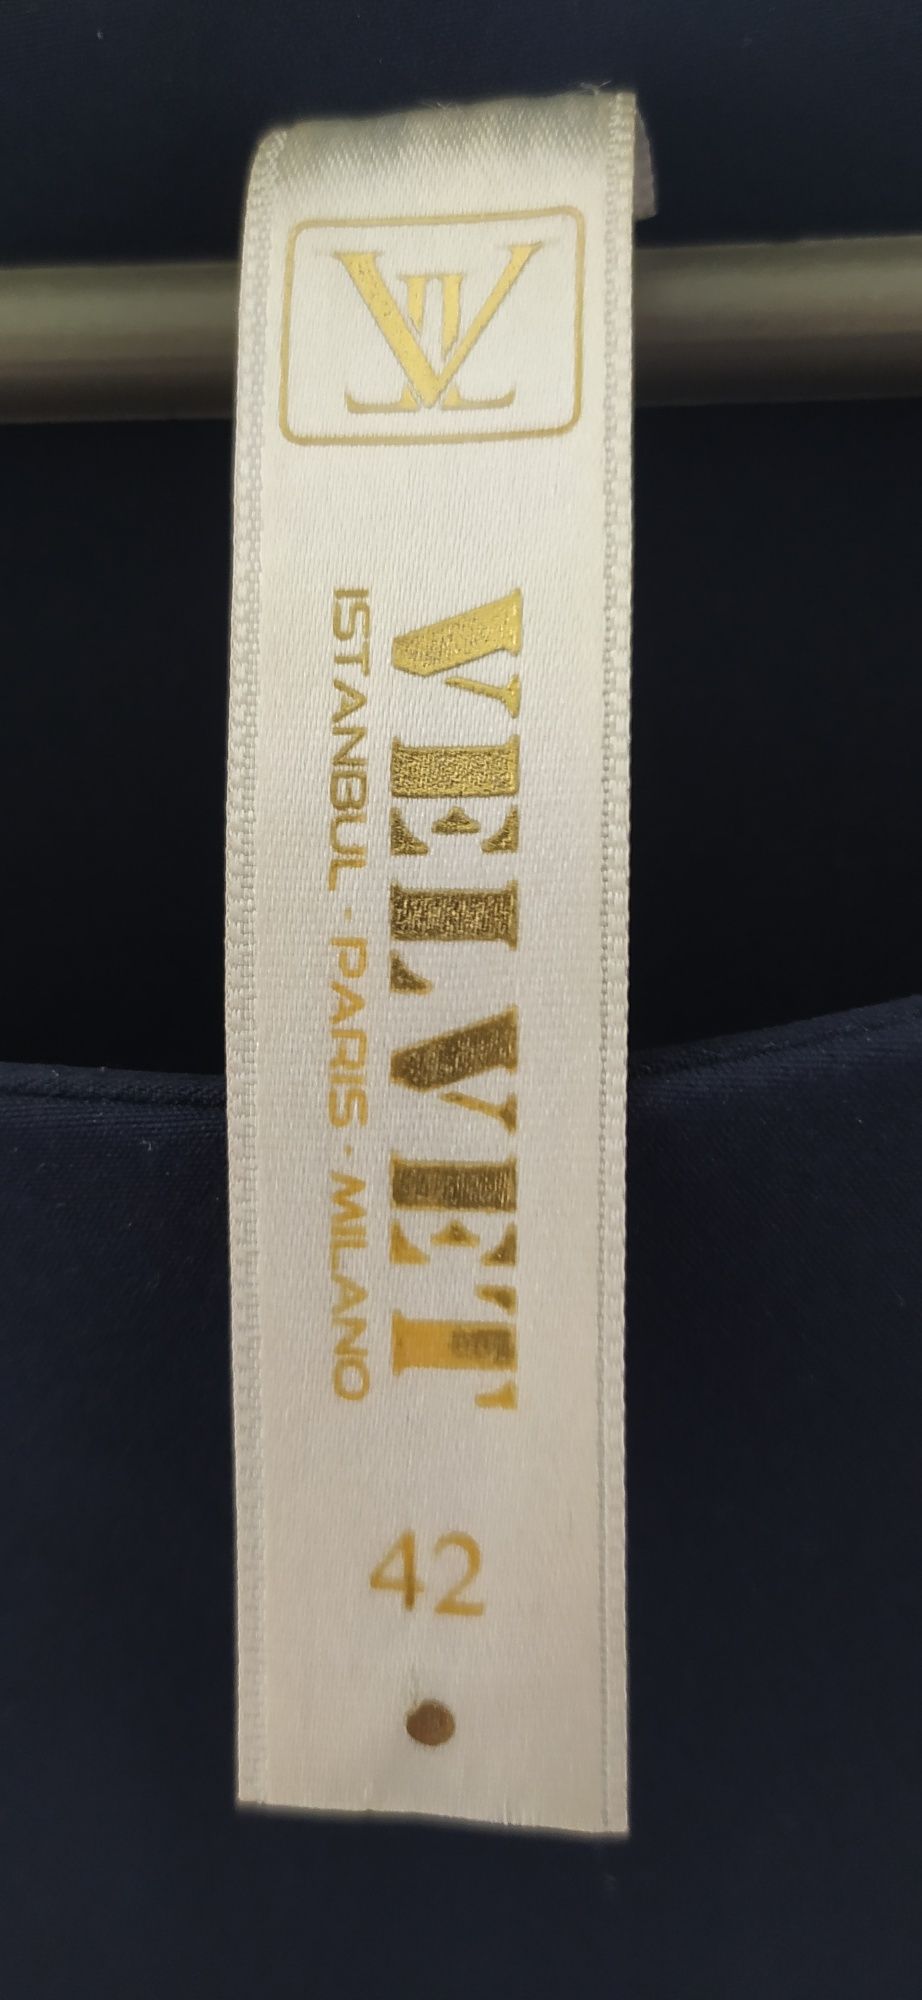 VELVET
ISTANBUL · PARIS · MILANO
42